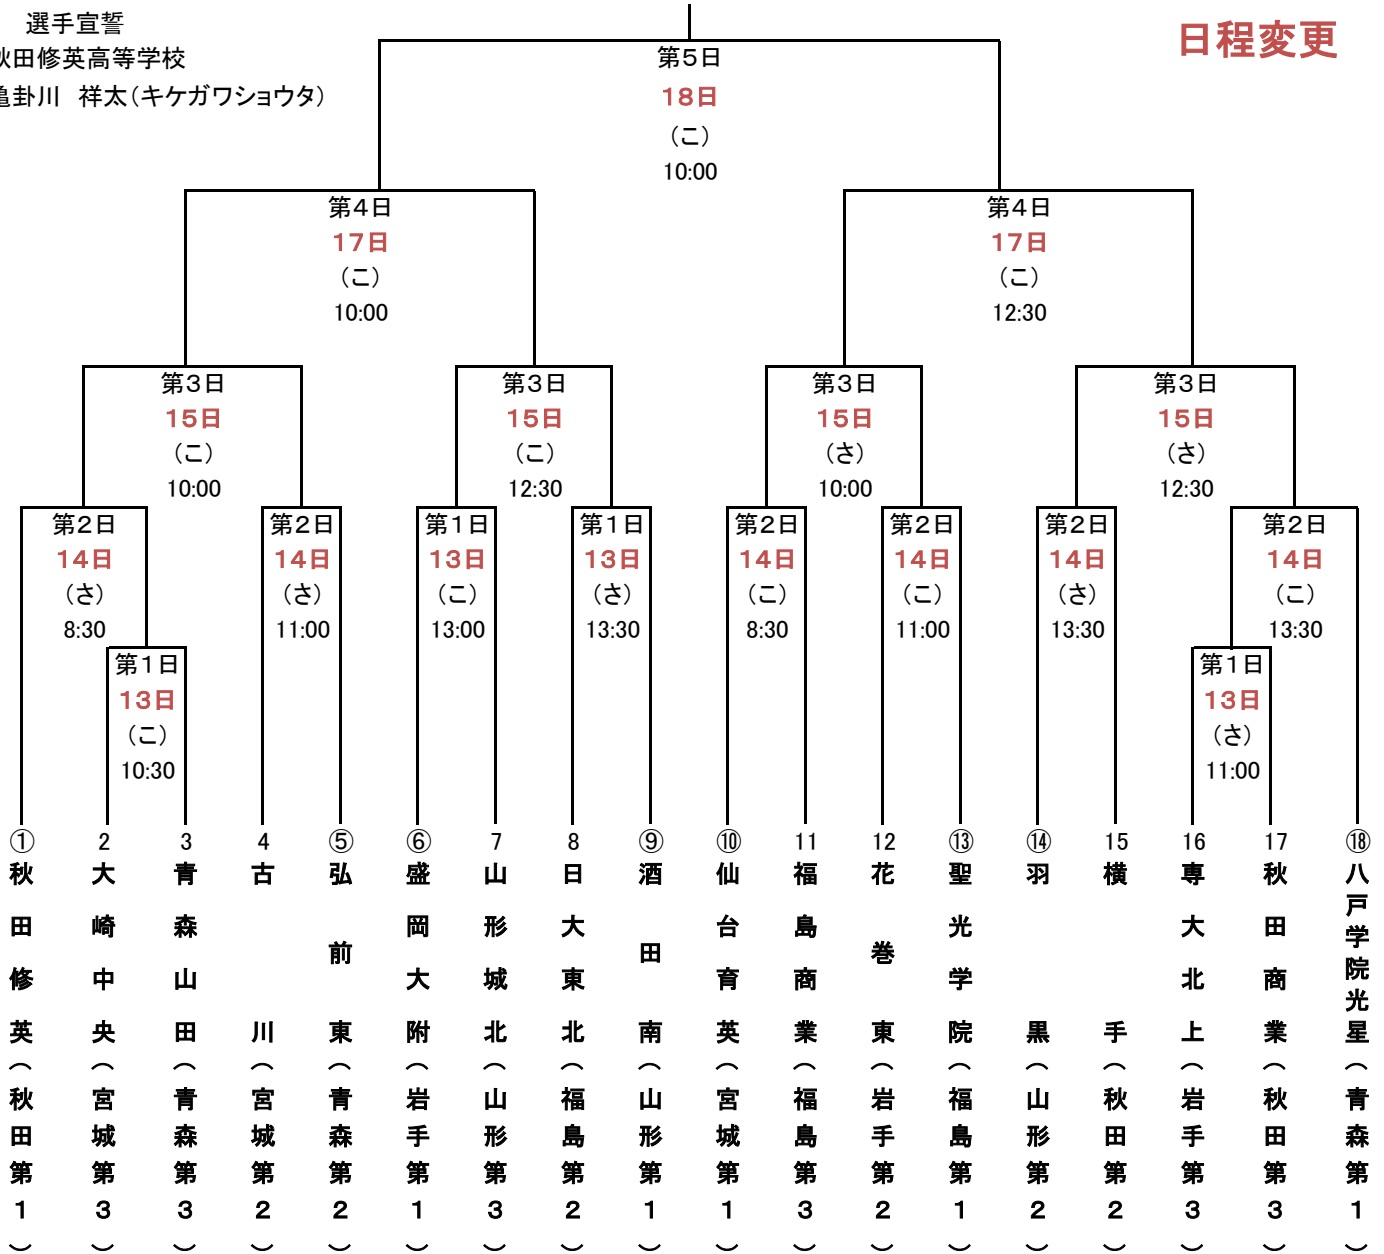 選手宣誓
日程変更
秋田修英高等学校
亀卦川 祥太（キケガワショウタ）
第5日
18日
（こ）
10:00
第4日
17日
（こ）
10:00
第4日
17日
（こ）
12:30
第3日
15日
（こ）
10:00
第3日
15日
（こ）
12:30
第3日
15日
（さ）
10:00
第3日
15日
（さ）
12:30
第2日
14日
（さ）
8:30
第2日
14日
（さ）
11:00
第1日
13日
（こ）
13:00
第1日
13日
（さ）
13:30
第2日
14日
（こ）
8:30
第2日
14日
（こ）
11:00
第2日
14日
（さ）
13:30
第2日
14日
（こ）
13:30
第1日
13日
（こ）
10:30
第1日
13日
（さ）
11:00
① 秋田修英（秋田第1）
2 大崎中央（宮城第3）
3 青森山田（青森第3）
4 古川（宮城第2）
⑤ 弘前東（青森第2）
⑥ 盛岡大附（岩手第1）
7 山形城北（山形第3）
8 日大東北（福島第2）
⑨ 酒田南（山形第1）
⑩ 仙台育英（宮城第1）
11 福島商業（福島第3）
12 花巻東（岩手第2）
⑬ 聖光学院（福島第1）
⑭ 羽黒（山形第2）
15 横手（秋田第2）
16 専大北上（岩手第3）
17 秋田商業（秋田第3）
⑱ 八戸学院光星（青森第1）